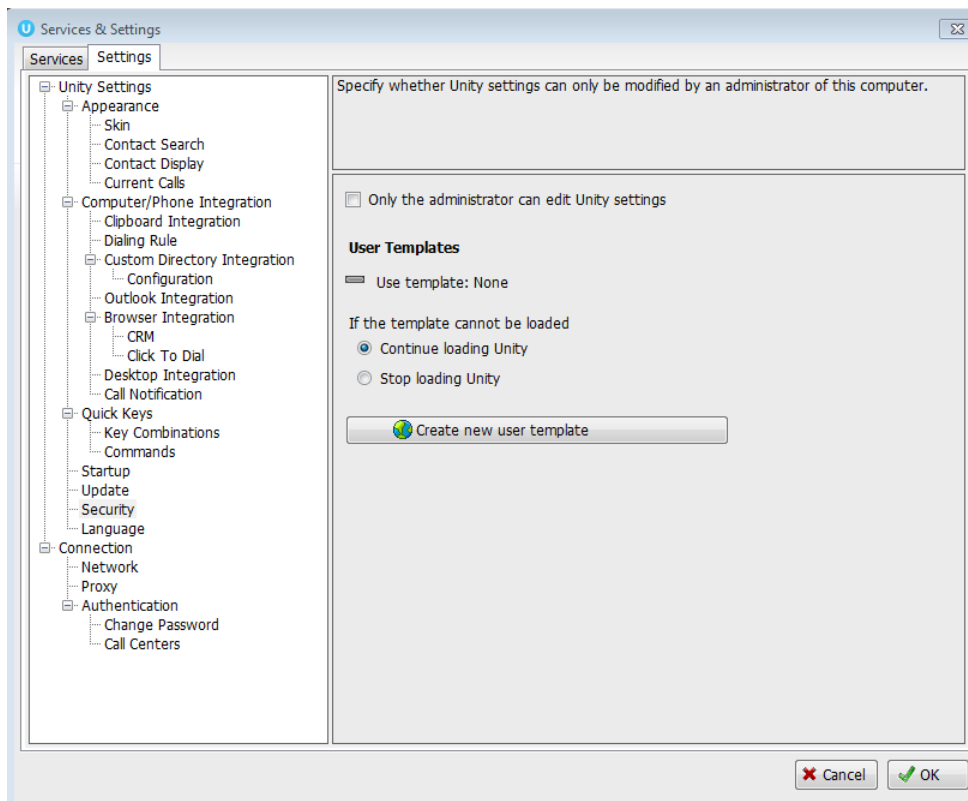 Services & Settings
Services Settings
Unity Settings
Appearance
Skin
Contact Search
Contact Display
Current Calls
Computer/Phone Integration
Clipboard Integration
Dialing Rule
Custom Directory Integration
Configuration
Outlook Integration
Browser Integration
CRM
Click To Dial
Desktop Integration
Call Notification
Quick Keys
Key Combinations
Commands
Startup
Update
Security
Language
Connection
Network
Proxy
Authentication
Change Password
Call Centers
Specify whether Unity settings can only be modified by an administrator of this computer.
Only the administrator can edit Unity settings
User Templates
Use template: None
If the template cannot be loaded
Continue loading Unity
Stop loading Unity
Create new user template
Cancel OK